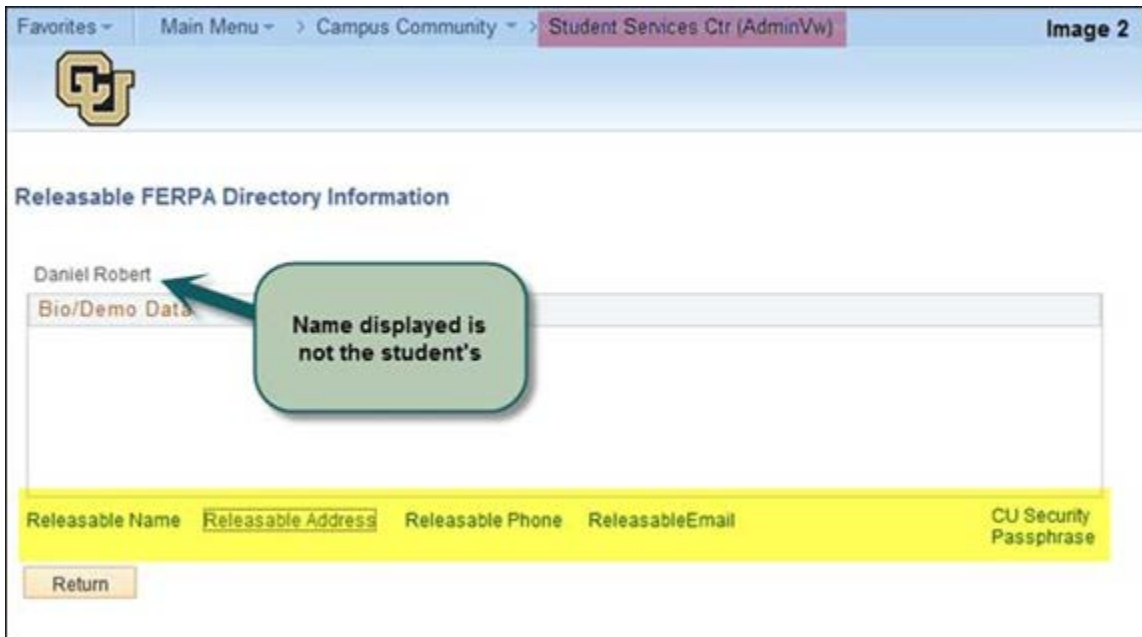 Favorites Main Menu > Campus Community > Student Services Ctr (AdminVw) Image 2
CU
Releasable FERPA Directory Information
Daniel Robert
Bio/Demo Data
Name displayed is
not the student's
Releasable Name Releasable Address Releasable Phone ReleasableEmail CU Security
Passphrase
Return